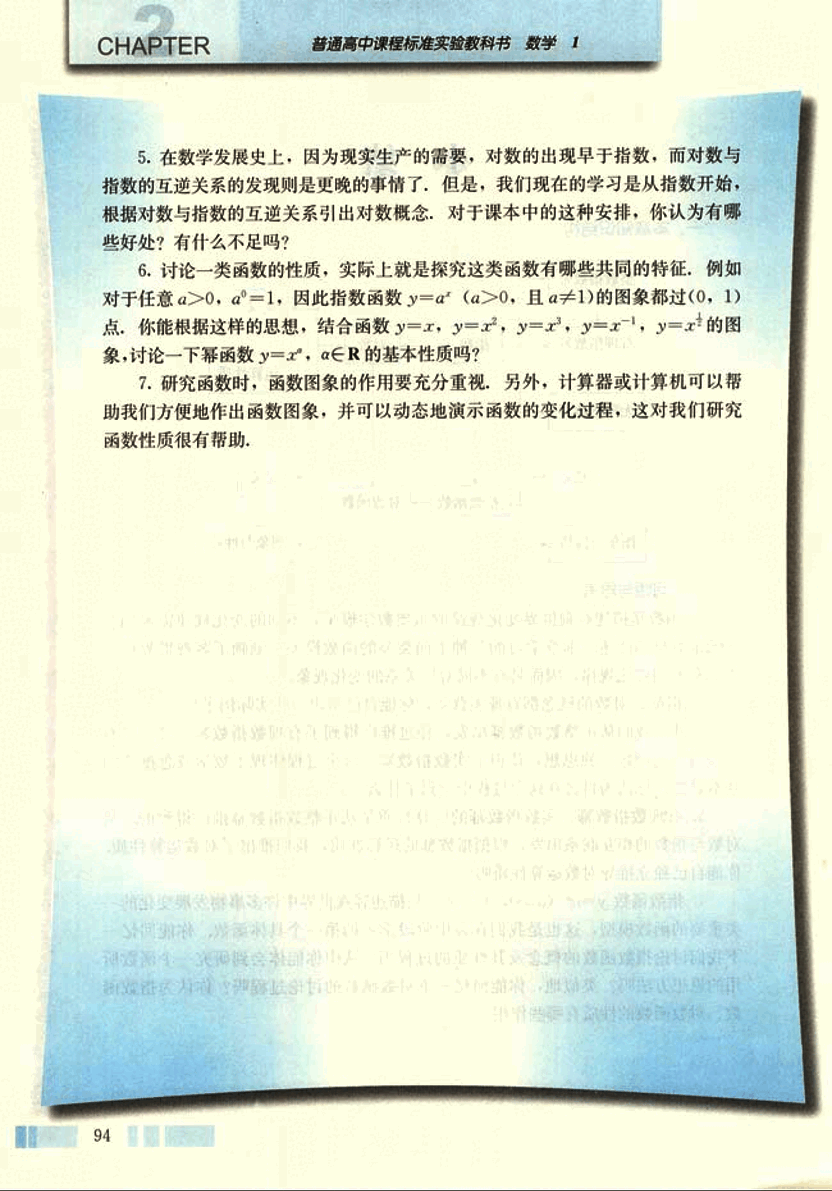 2
CHAPTER
普通高中课程标准实验教科书 数学 1
5. 在数学发展史上，因为现实生产的需要，对数的出现早于指数，而对数与
指数的互逆关系的发现则是更晚的事情了. 但是，我们现在的学习是从指数开始，
根据对数与指数的互逆关系引出对数概念. 对于课本中的这种安排，你认为有哪
些好处？有什么不足吗？
6. 讨论一类函数的性质，实际上就是探究这类函数有哪些共同的特征. 例如
对于任意 a>0，a⁰=1，因此指数函数 y=aˣ（a>0，且 a≠1)的图象都过(0，1)
点. 你能根据这样的思想，结合函数 y=x，y=x²，y=x³，y=x⁻¹，y=x^{1/2} 的图
象,讨论一下幂函数 y=x^α，α∈R 的基本性质吗？
7. 研究函数时，函数图象的作用要充分重视. 另外，计算器或计算机可以帮
助我们方便地作出函数图象，并可以动态地演示函数的变化过程，这对我们研究
函数性质很有帮助.
94